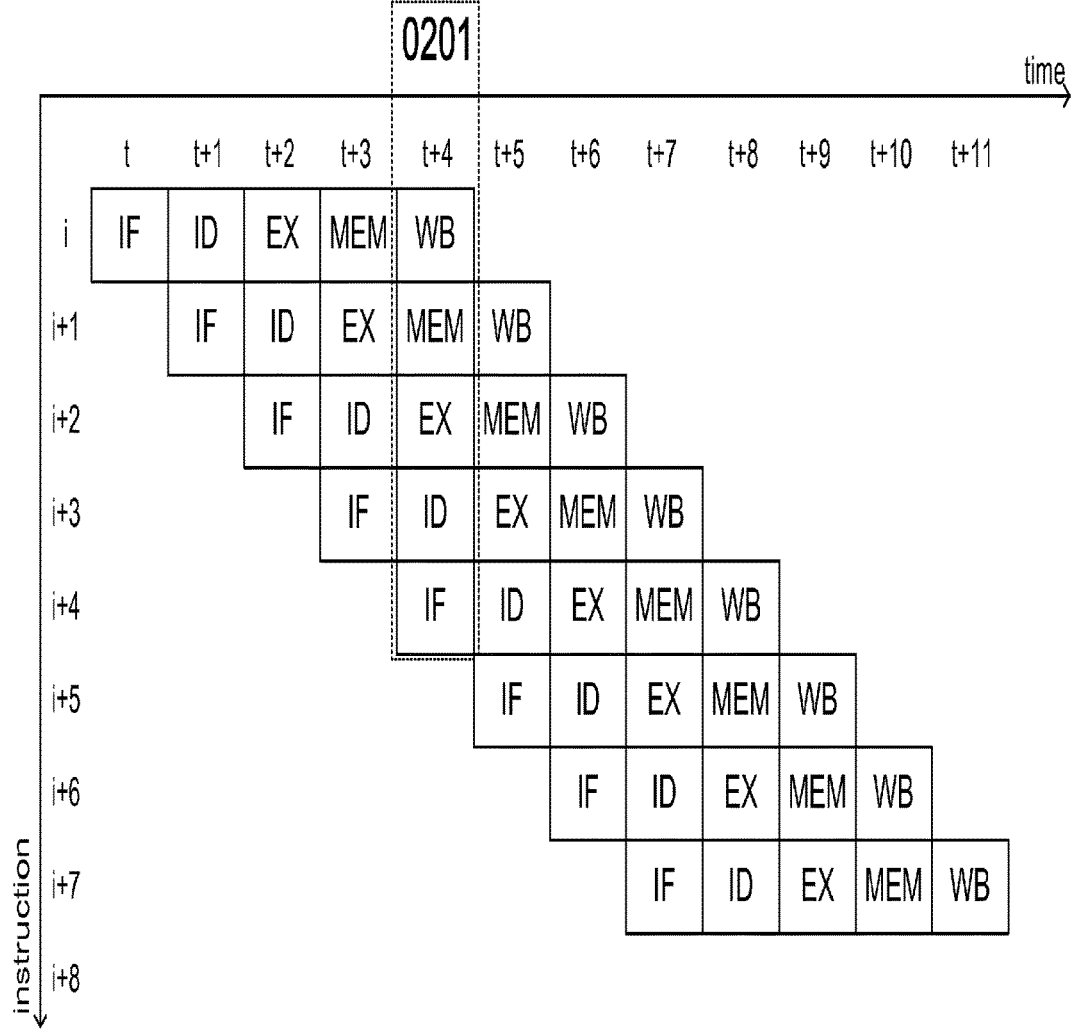 0201
time
t t+1 t+2 t+3 t+4 t+5 t+6 t+7 t+8 t+9 t+10 t+11
i IF ID EX MEM WB
i+1 IF ID EX MEM WB
i+2 IF ID EX MEM WB
i+3 IF ID EX MEM WB
i+4 IF ID EX MEM WB
i+5 IF ID EX MEM WB
i+6 IF ID EX MEM WB
i+7 IF ID EX MEM WB
i+8
instruction